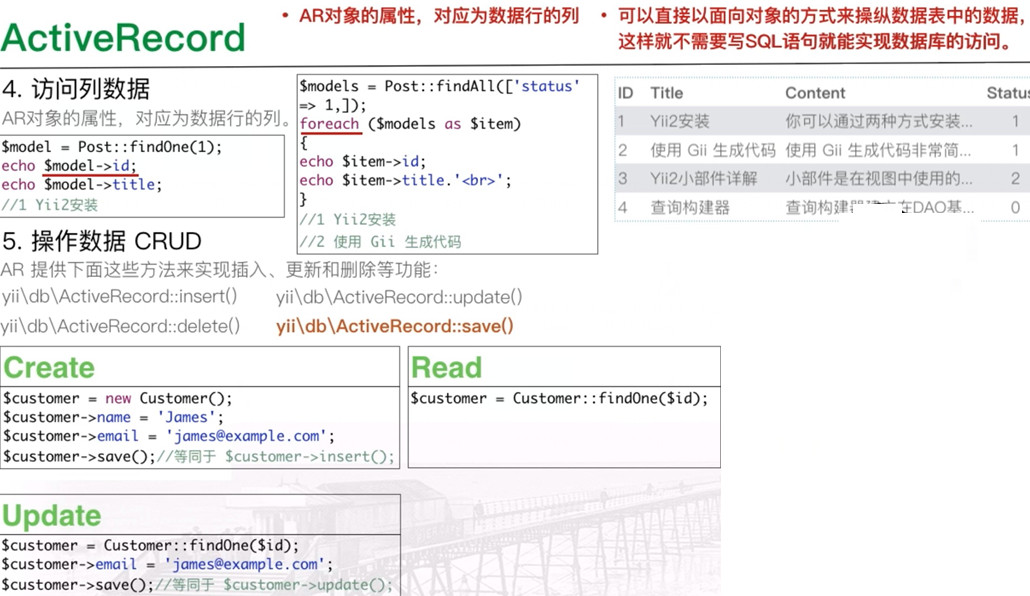 ActiveRecord
• AR对象的属性，对应为数据行的列
• 可以直接以面向对象的方式来操纵数据表中的数据，
这样就不需要写SQL语句就能实现数据库的访问。
4. 访问列数据
AR对象的属性，对应为数据行的列。
$model = Post::findOne(1);
echo $model->id;
echo $model->title;
//1 Yii2安装
$models = Post::findAll(['status'
=> 1,]);
foreach ($models as $item)
{
echo $item->id;
echo $item->title.'<br>';
}
//1 Yii2安装
//2 使用 Gii 生成代码
ID Title Content Status
1 Yii2安装 你可以通过两种方式安装... 1
2 使用 Gii 生成代码 使用 Gii 生成代码非常简... 1
3 Yii2小部件详解 小部件是在视图中使用的... 2
4 查询构建器 查询构建 在DAO基... 0
5. 操作数据 CRUD
AR 提供下面这些方法来实现插入、更新和删除等功能：
yii\db\ActiveRecord::insert() yii\db\ActiveRecord::update()
yii\db\ActiveRecord::delete() yii\db\ActiveRecord::save()
Create
$customer = new Customer();
$customer->name = 'James';
$customer->email = 'james@example.com';
$customer->save();//等同于 $customer->insert();
Read
$customer = Customer::findOne($id);
Update
$customer = Customer::findOne($id);
$customer->email = 'james@example.com';
$customer->save();//等同于 $customer->update();